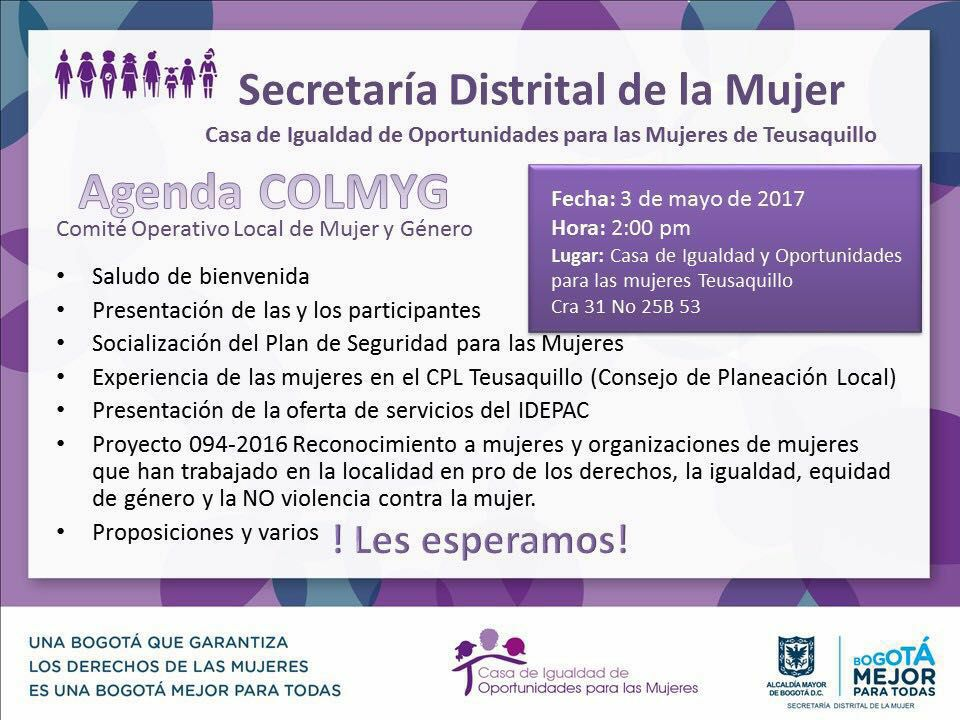 Secretaría Distrital de la Mujer
Casa de Igualdad de Oportunidades para las Mujeres de Teusaquillo
Agenda COLMYG
Comité Operativo Local de Mujer y Género
Fecha: 3 de mayo de 2017
Hora: 2:00 pm
Lugar: Casa de Igualdad y Oportunidades
para las mujeres Teusaquillo
Cra 31 No 25B 53
• Saludo de bienvenida
• Presentación de las y los participantes
• Socialización del Plan de Seguridad para las Mujeres
• Experiencia de las mujeres en el CPL Teusaquillo (Consejo de Planeación Local)
• Presentación de la oferta de servicios del IDEPAC
• Proyecto 094-2016 Reconocimiento a mujeres y organizaciones de mujeres
que han trabajado en la localidad en pro de los derechos, la igualdad, equidad
de género y la NO violencia contra la mujer.
• Proposiciones y varios
! Les esperamos!
UNA BOGOTÁ QUE GARANTIZA
LOS DERECHOS DE LAS MUJERES
ES UNA BOGOTÁ MEJOR PARA TODAS
Casa de Igualdad de
Oportunidades para las Mujeres
ALCALDÍA MAYOR
DE BOGOTÁ D.C.
BOGOTÁ
MEJOR
PARA TODAS
SECRETARÍA DISTRITAL DE LA MUJER